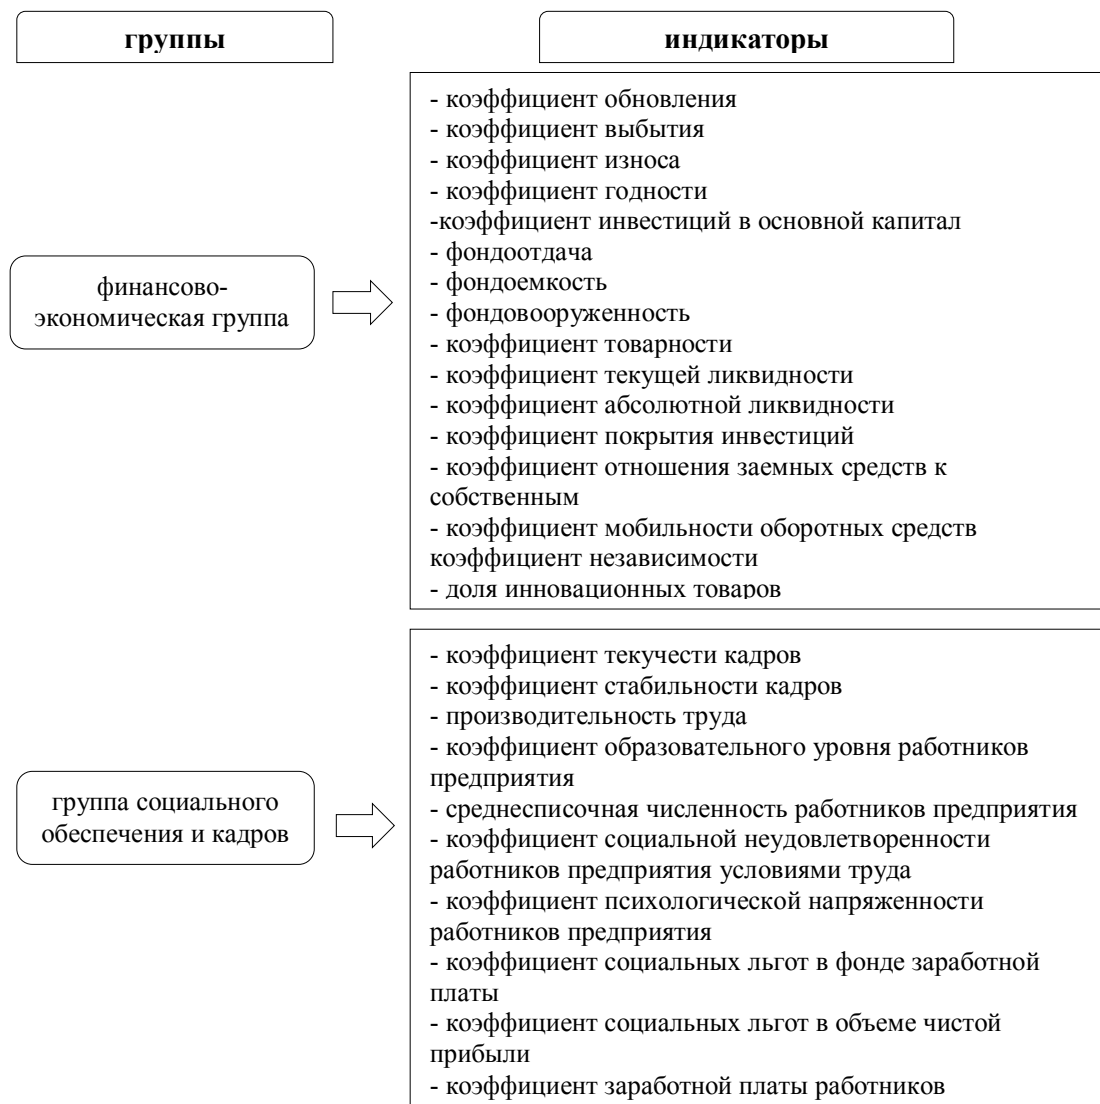 группы
индикаторы
финансово-
экономическая группа
- коэффициент обновления
- коэффициент выбытия
- коэффициент износа
- коэффициент годности
-коэффициент инвестиций в основной капитал
- фондоотдача
- фондоемкость
- фондовооруженность
- коэффициент товарности
- коэффициент текущей ликвидности
- коэффициент абсолютной ликвидности
- коэффициент покрытия инвестиций
- коэффициент отношения заемных средств к
собственным
- коэффициент мобильности оборотных средств
коэффициент независимости
- доля инновационных товаров
группа социального
обеспечения и кадров
- коэффициент текучести кадров
- коэффициент стабильности кадров
- производительность труда
- коэффициент образовательного уровня работников
предприятия
- среднесписочная численность работников предприятия
- коэффициент социальной неудовлетворенности
работников предприятия условиями труда
- коэффициент психологической напряженности
работников предприятия
- коэффициент социальных льгот в фонде заработной
платы
- коэффициент социальных льгот в объеме чистой
прибыли
- коэффициент заработной платы работников